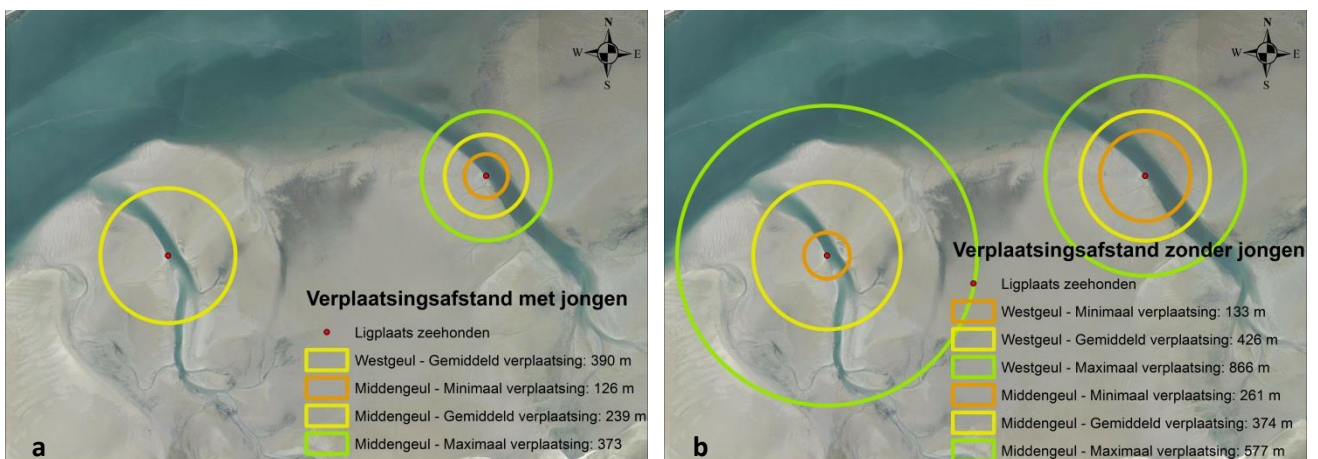 N
W E
S
Verplaatsingsafstand met jongen
Ligplaats zeehonden
Westgeul - Gemiddeld verplaatsing: 390 m
Middengeul - Minimaal verplaatsing: 126 m
Middengeul - Gemiddeld verplaatsing: 239 m
Middengeul - Maximaal verplaatsing: 373
a
N
W E
S
Verplaatsingsafstand zonder jongen
Ligplaats zeehonden
Westgeul - Minimaal verplaatsing: 133 m
Westgeul - Gemiddeld verplaatsing: 426 m
Westgeul - Maximaal verplaatsing: 866 m
Middengeul - Minimaal verplaatsing: 261 m
Middengeul - Gemiddeld verplaatsing: 374 m
Middengeul - Maximaal verplaatsing: 577 m
b